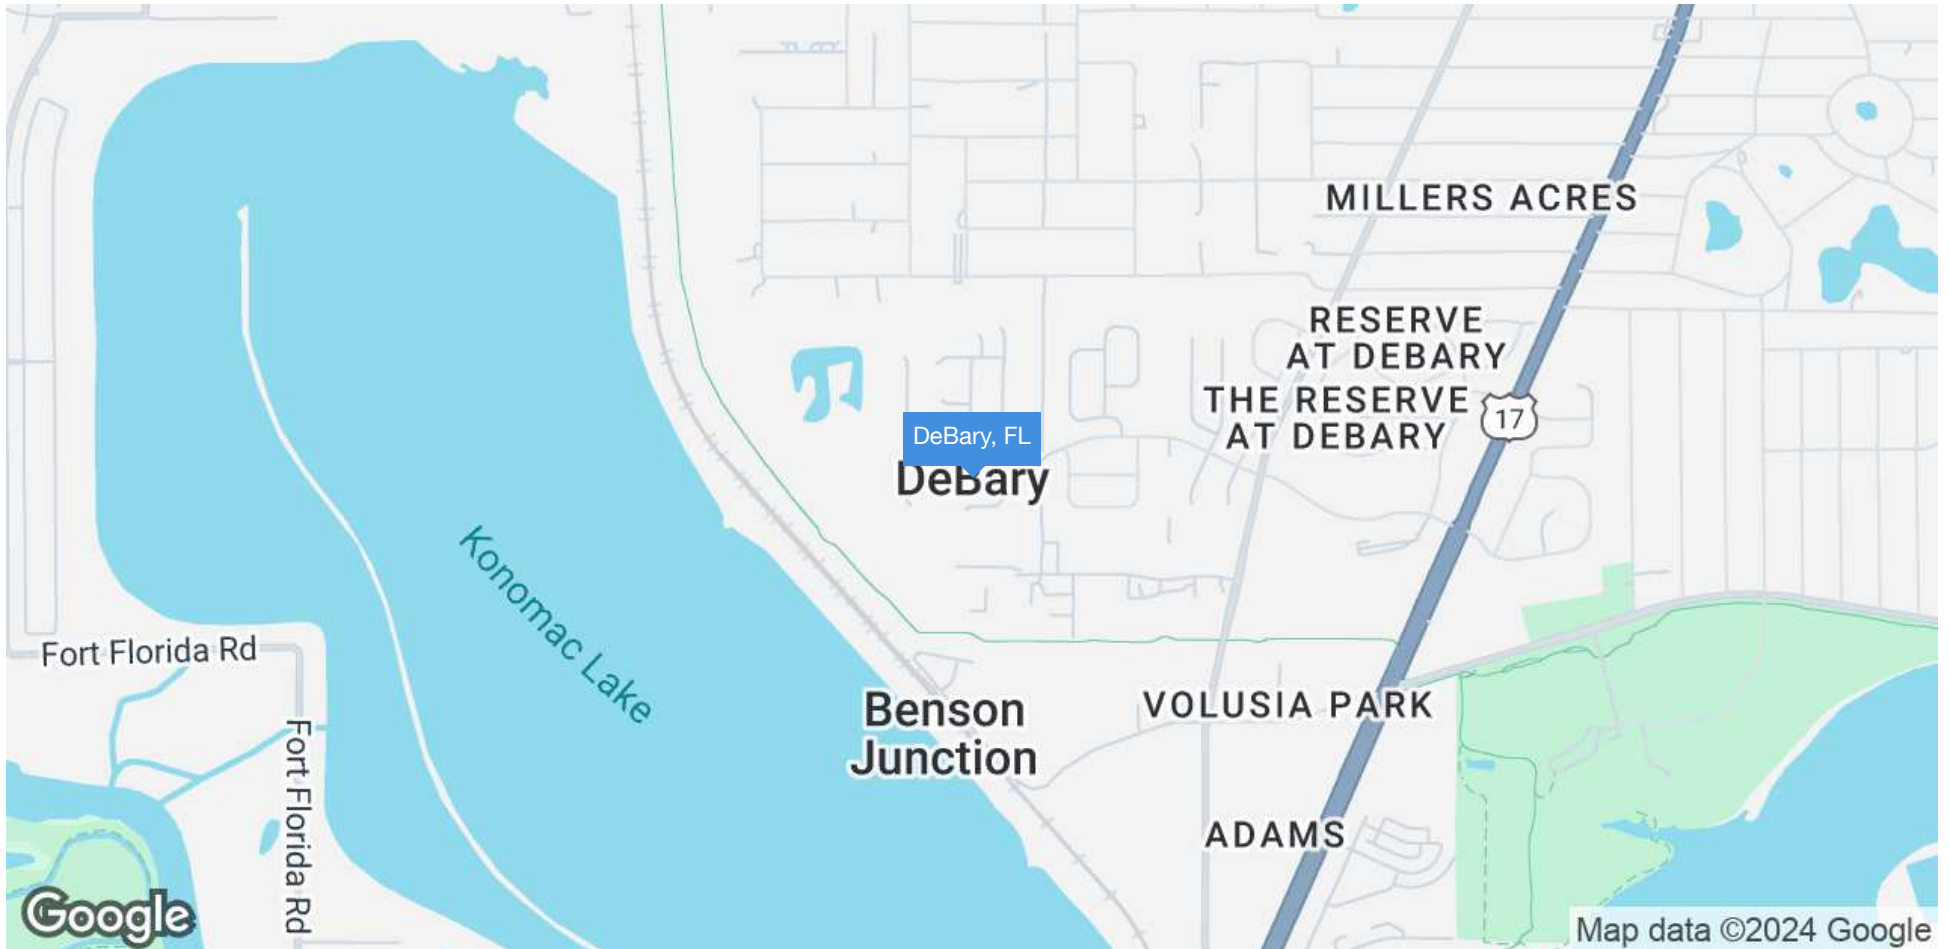 MILLERS ACRES
RESERVE
AT DEBARY
THE RESERVE
AT DEBARY
17
DeBary, FL
DeBary
Konomac Lake
Fort Florida Rd
Fort Florida Rd
Benson
Junction
VOLUSIA PARK
ADAMS
Google
Map data ©2024 Google